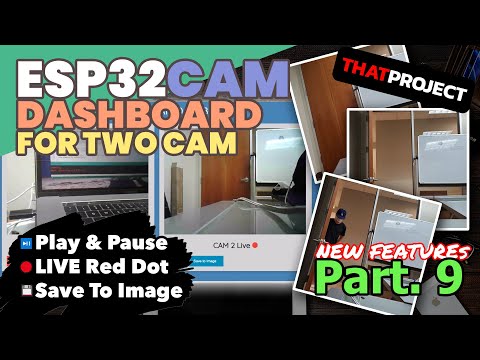 ESP32CAM
DASHBOARD
FOR TWO CAM
THATPROJECT
CAM 2 Live
Save to Image
Play & Pause
LIVE Red Dot
Save To Image
NEW FEATURES
Part. 9